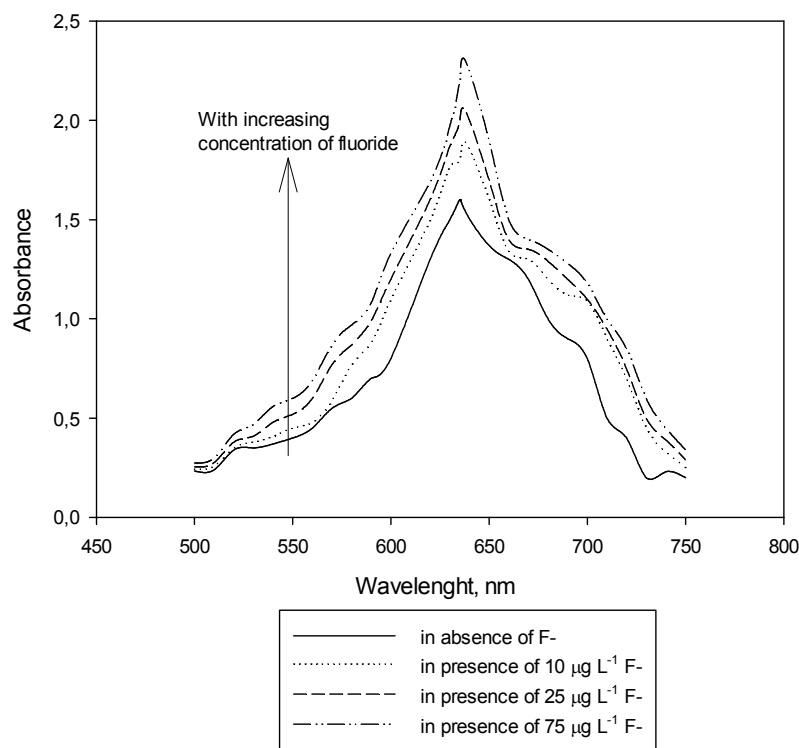 2,5
2,0
1,5
1,0
0,5
0,0
Absorbance
With increasing
concentration of fluoride
450 500 550 600 650 700 750 800
Wavelenght, nm
in absence of F-
in presence of 10 μg L⁻¹ F-
in presence of 25 μg L⁻¹ F-
in presence of 75 μg L⁻¹ F-